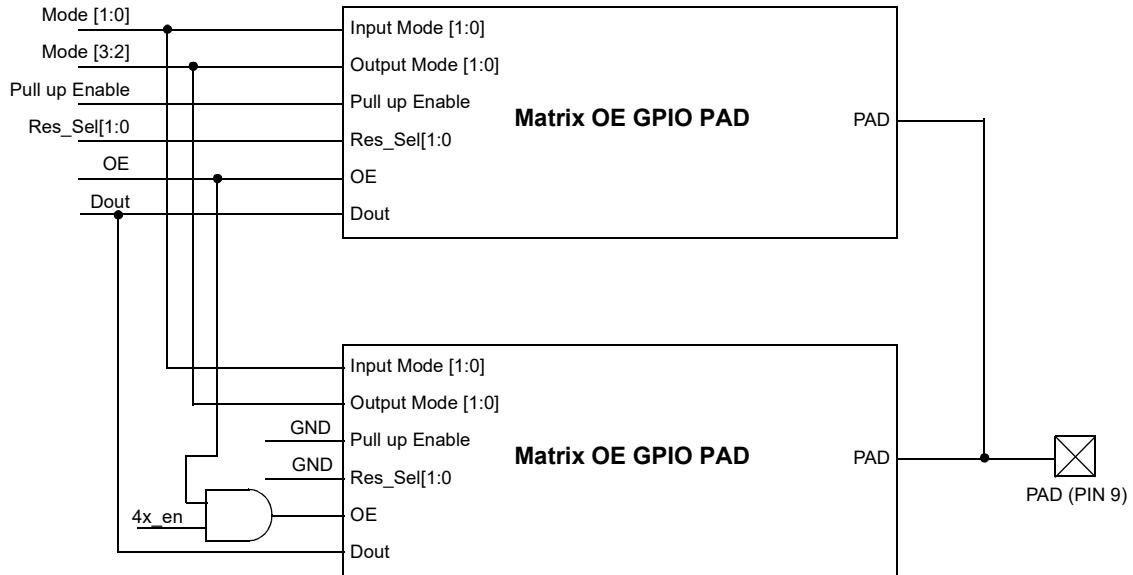 Mode [1:0]
Input Mode [1:0]
Mode [3:2]
Output Mode [1:0]
Pull up Enable
Pull up Enable
Matrix OE GPIO PAD
PAD
Res_Sel[1:0
Res_Sel[1:0
OE
OE
Dout
Dout
Input Mode [1:0]
Output Mode [1:0]
GND
Pull up Enable
Matrix OE GPIO PAD
PAD
GND
Res_Sel[1:0
PAD (PIN 9)
4x_en
OE
Dout